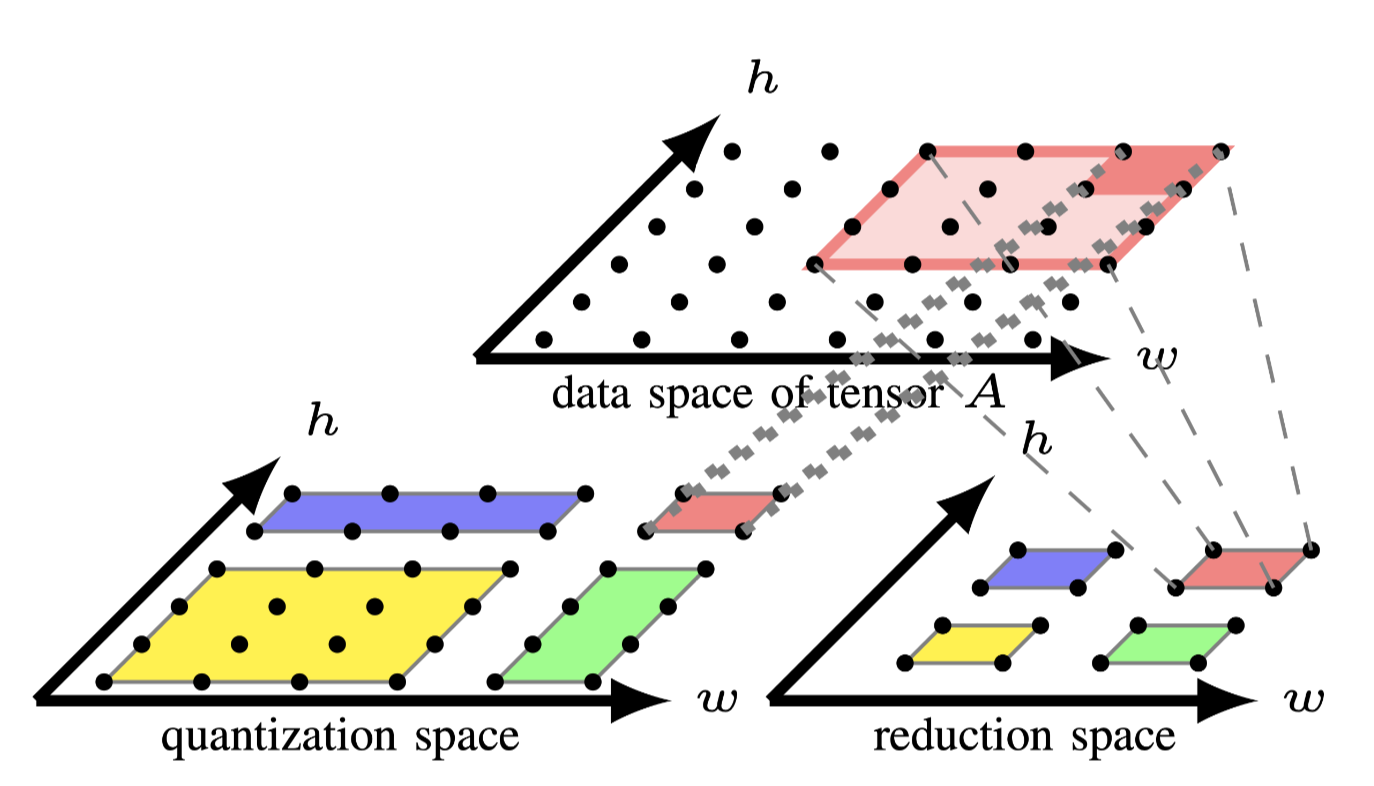 h
w
data space of tensor A
h
h
w
quantization space
w
reduction space